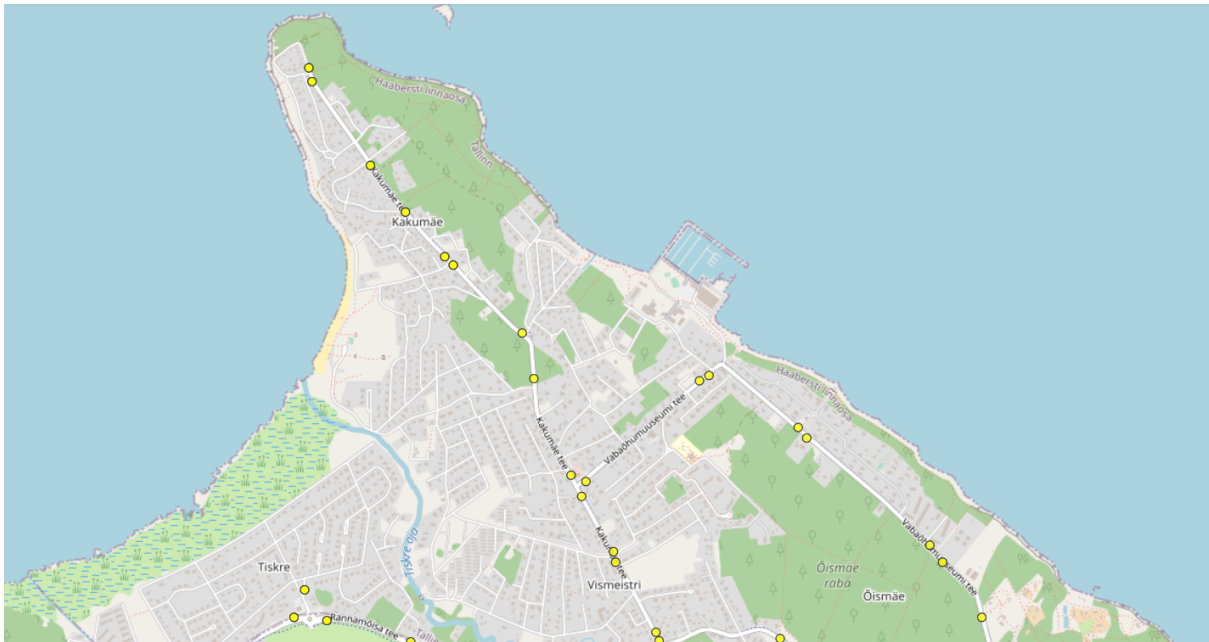 Haabersti linnaosa
Tallinn
Kakumäe tee
Kakumäe
Haabersti linnaosa
Vabaõhumuuseumi tee
Kakumäe tee
Vabaõhumuuseumi tee
Kakumäe tee
Tiskre oja
Tiskre
Vismeistri
Õismäe
raba
Õismäe
Rannamõisa tee
Tallinn